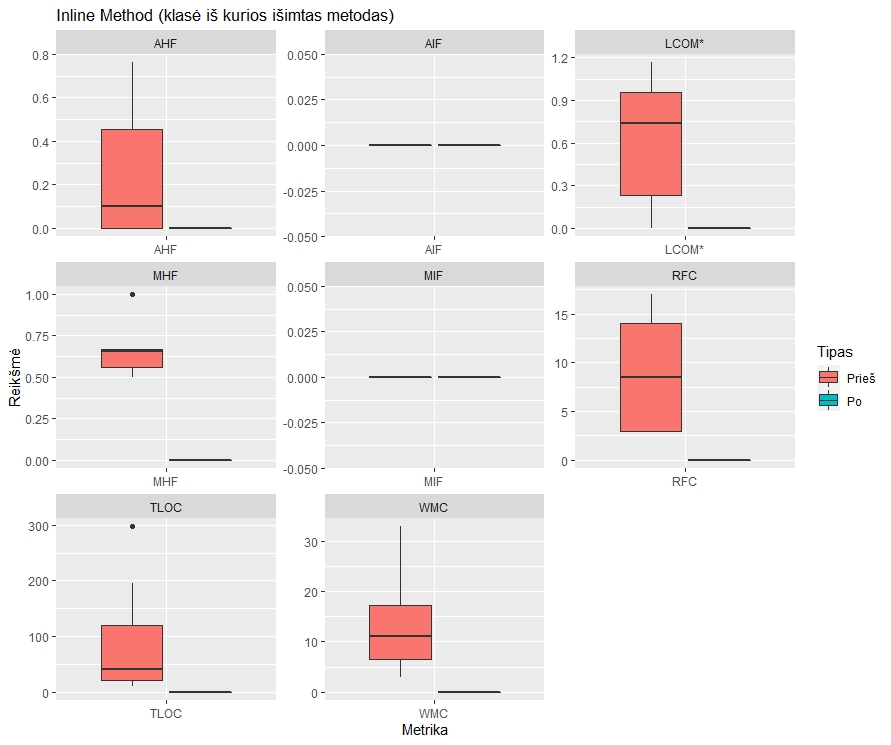 Inline Method (klasė iš kurios išimtas metodas)
AHF
AIF
LCOM*
0.8
0.6
0.4
0.2
0.0
0.050
0.025
0.000
-0.025
-0.050
1.2
0.9
0.6
0.3
0.0
AHF
AIF
LCOM*
MHF
MIF
RFC
1.00
0.75
0.50
0.25
0.00
0.050
0.025
0.000
-0.025
-0.050
15
10
5
0
MHF
MIF
RFC
TLOC
WMC
300
200
100
0
30
20
10
0
TLOC
WMC
Metrika
Reikšmė
Tipas
Prieš
Po